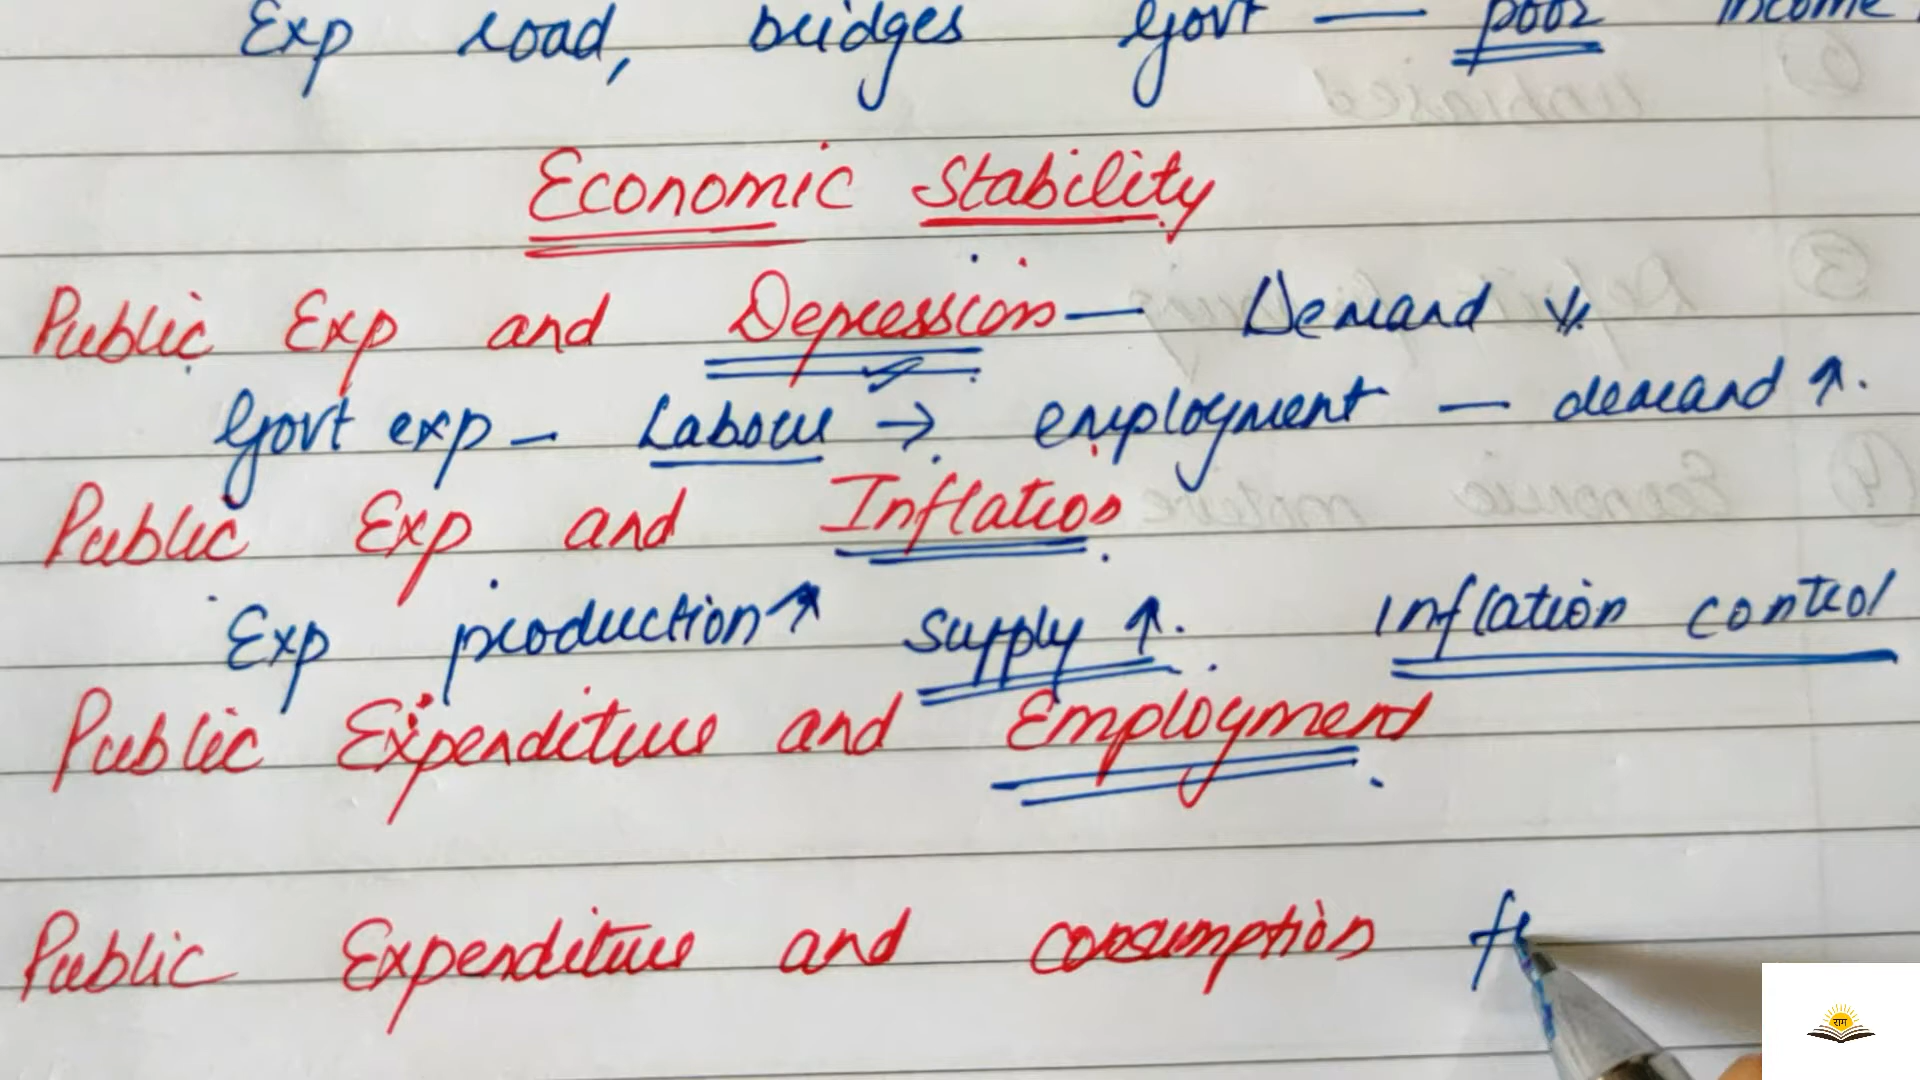 Exp road, bridges Govt — poor income
Economic Stability
Public Exp and Depression — Demand ↓
Govt exp — Labour → employment — demand ↑.
Public Exp and Inflation
Exp production ↑ supply ↑. Inflation control
Public Expenditure and Employment
Public Expenditure and consumption
राम